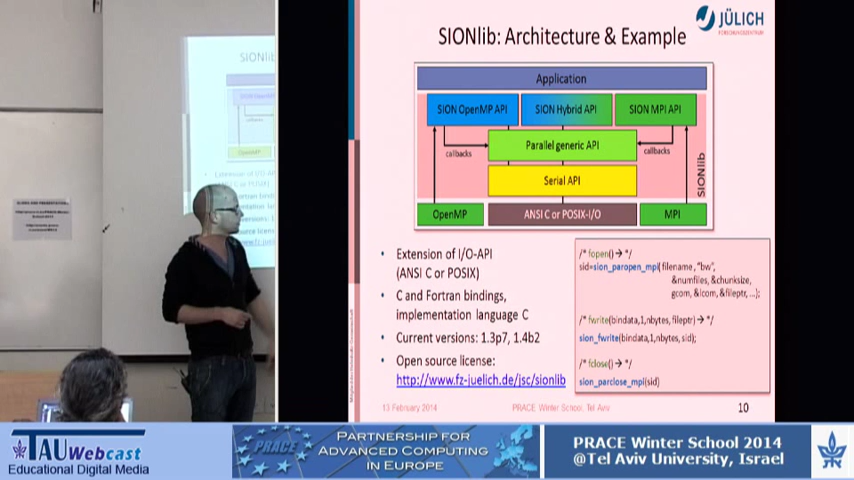 SIONlib: Architecture & Example
JÜLICH
FORSCHUNGSZENTRUM
Application
SION OpenMP API
SION Hybrid API
SION MPI API
Parallel generic API
callbacks
callbacks
Serial API
SIONlib
OpenMP
ANSI C or POSIX-I/O
MPI
• Extension of I/O-API
(ANSI C or POSIX)
• C and Fortran bindings,
implementation language C
• Current versions: 1.3p7, 1.4b2
• Open source license:
http://www.fz-juelich.de/jsc/sionlib
/* fopen() → */
sid=sion_paropen_mpi( filename , "bw",
&numfiles, &chunksize,
gcom, &lcom, &fileptr, ...);
/* fwrite(bindata,1,nbytes, fileptr) → */
sion_fwrite(bindata,1,nbytes, sid);
/* fclose() → */
sion_parclose_mpi(sid)
13 February 2014
PRACE Winter School, Tel Aviv
10
SIONlib
TAU Webcast
Educational Digital Media
PRACE
PARTNERSHIP FOR
ADVANCED COMPUTING
IN EUROPE
PRACE Winter School 2014
@Tel Aviv University, Israel